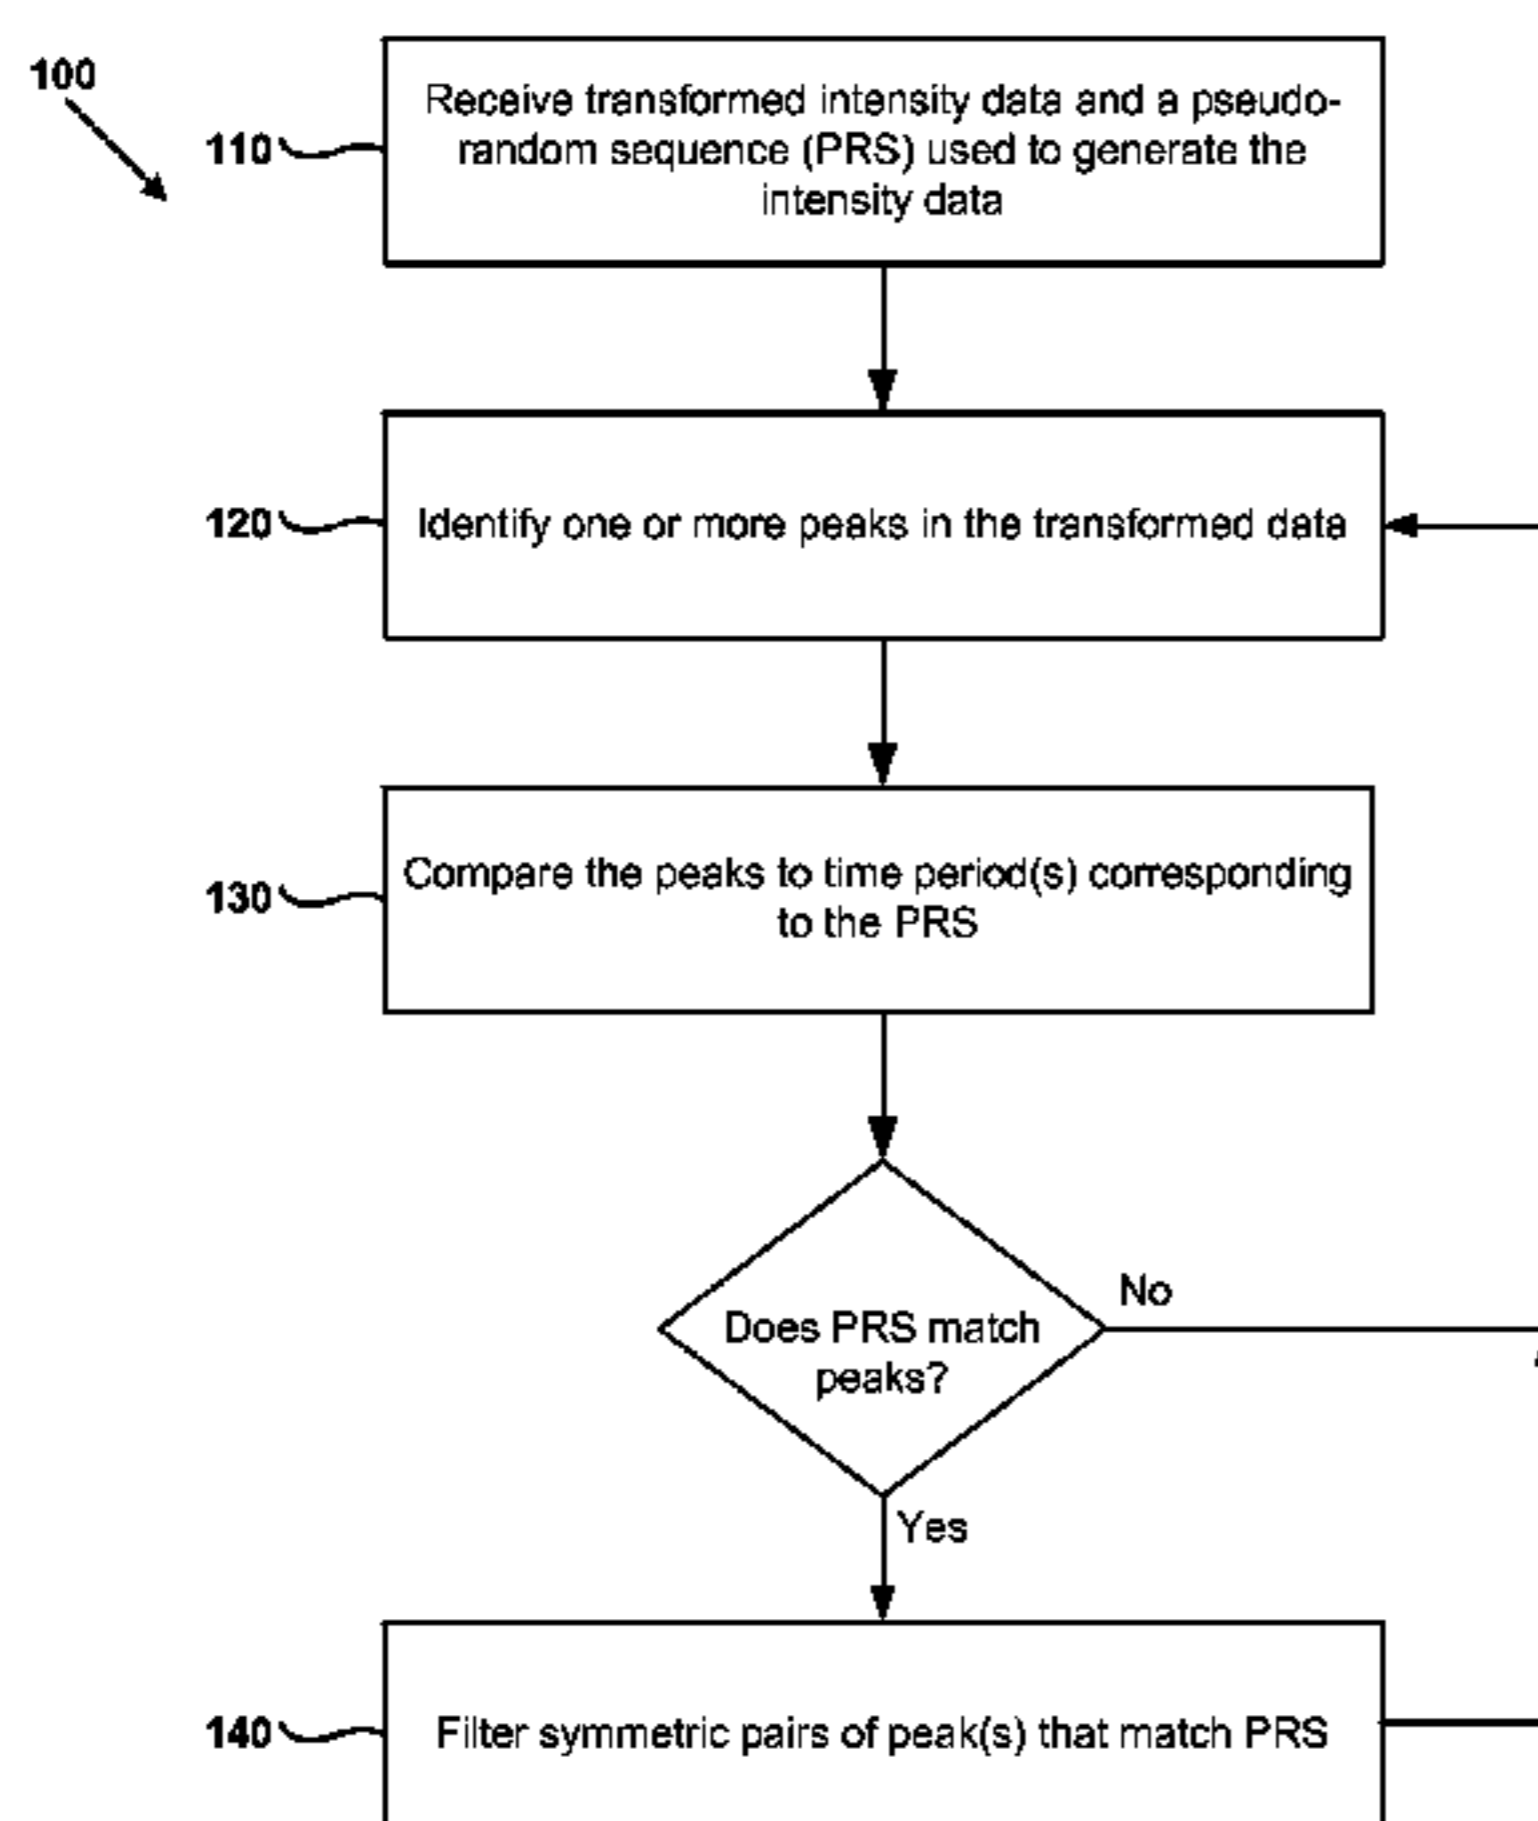 100
110
Receive transformed intensity data and a pseudo-
random sequence (PRS) used to generate the
intensity data
120
Identify one or more peaks in the transformed data
130
Compare the peaks to time period(s) corresponding
to the PRS
Does PRS match
peaks?
No
Yes
140
Filter symmetric pairs of peak(s) that match PRS